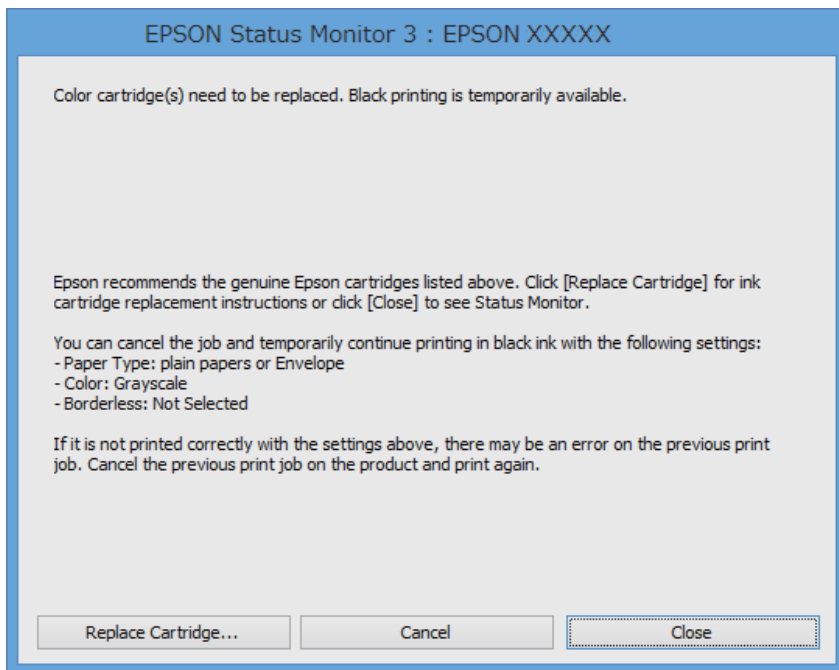 EPSON Status Monitor 3 : EPSON XXXXX
Color cartridge(s) need to be replaced. Black printing is temporarily available.
Epson recommends the genuine Epson cartridges listed above. Click [Replace Cartridge] for ink
cartridge replacement instructions or click [Close] to see Status Monitor.
You can cancel the job and temporarily continue printing in black ink with the following settings:
- Paper Type: plain papers or Envelope
- Color: Grayscale
- Borderless: Not Selected
If it is not printed correctly with the settings above, there may be an error on the previous print
job. Cancel the previous print job on the product and print again.
Replace Cartridge... Cancel Close